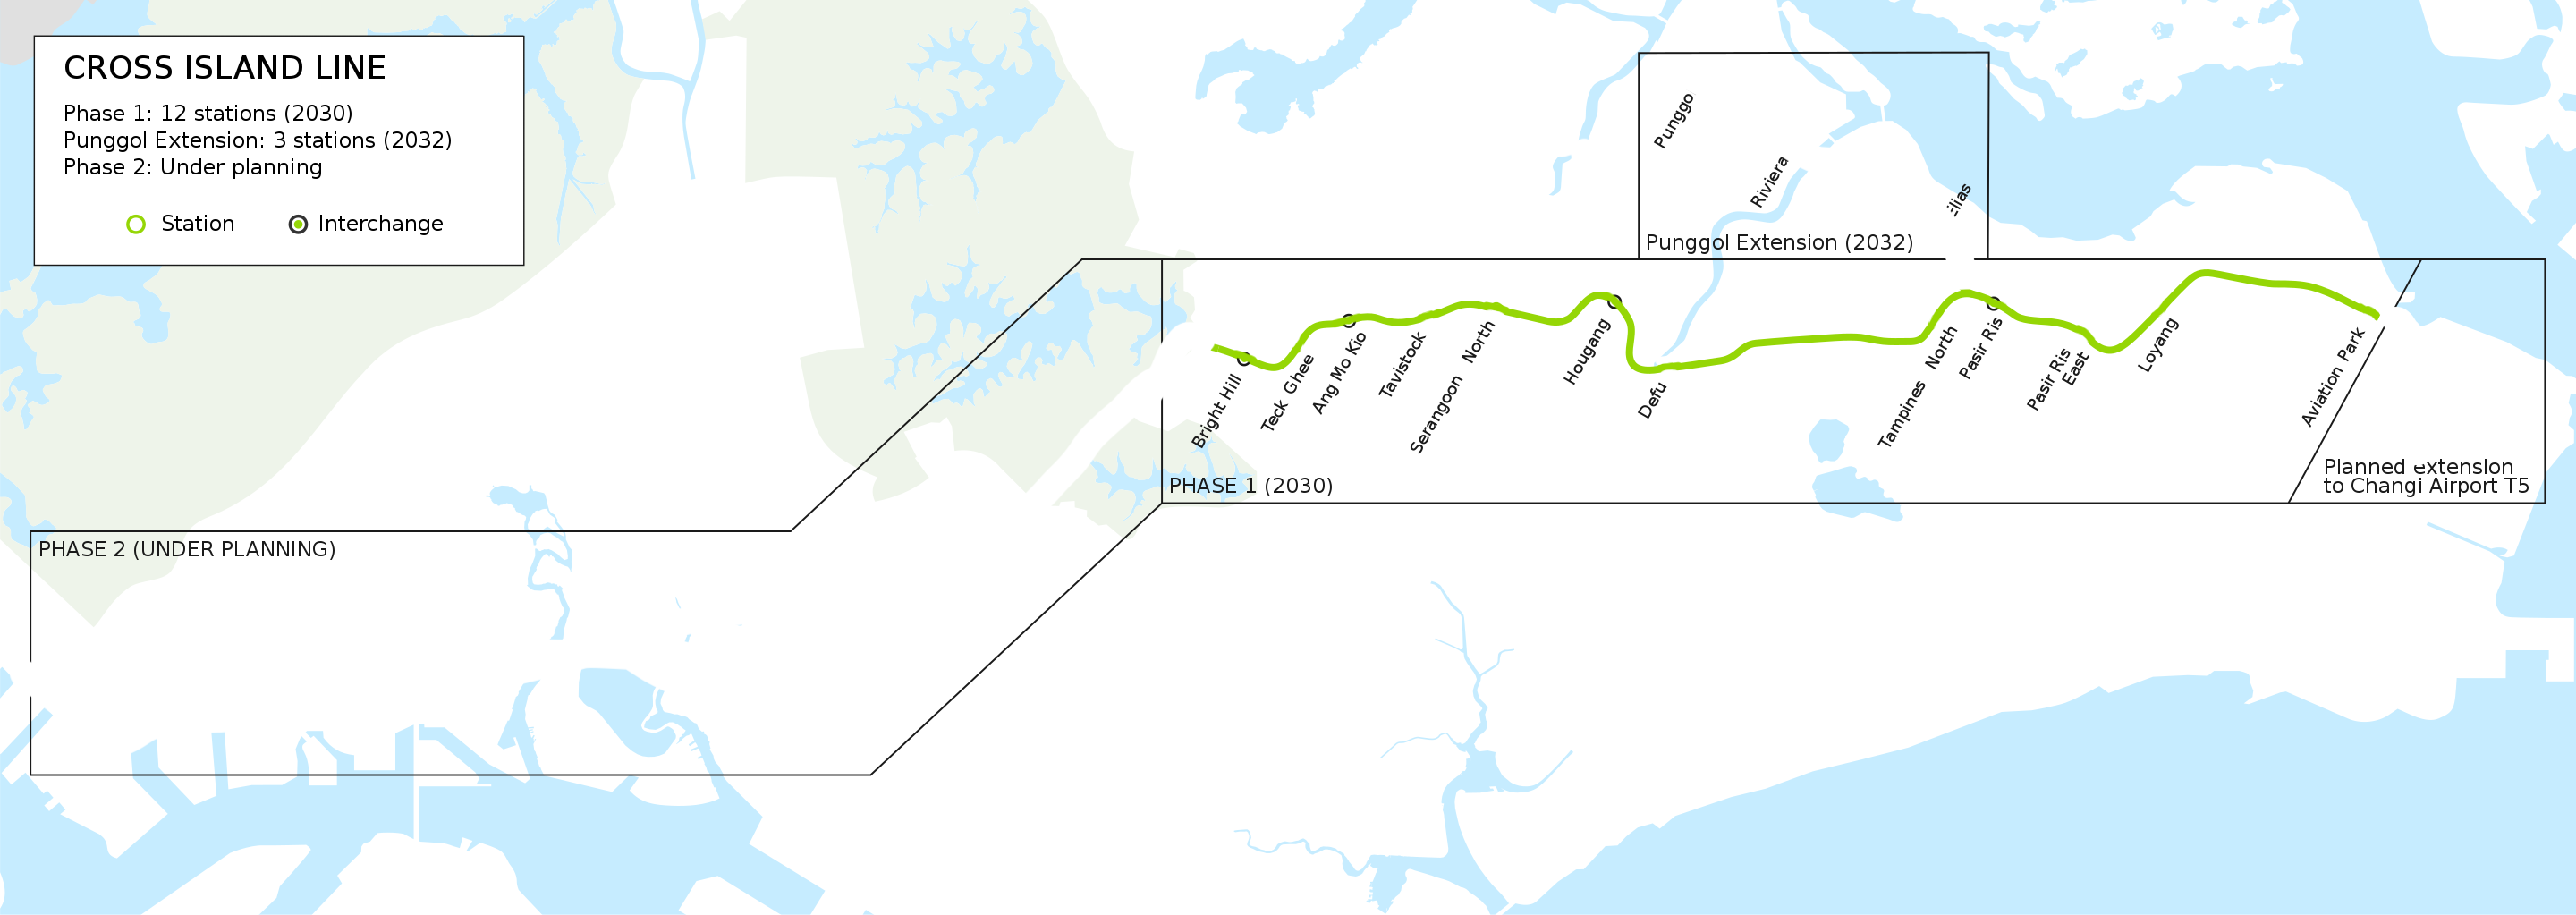 CROSS ISLAND LINE
Phase 1: 12 stations (2030)
Punggol Extension: 3 stations (2032)
Phase 2: Under planning
Station
Interchange
Punggo
Riviera
Elias
Punggol Extension (2032)
Bright Hill
Teck Ghee
Ang Mo Kio
Tavistock
Serangoon North
Hougang
Defu
Tampines North
Pasir Ris
Pasir Ris
East
Loyang
Aviation Park
PHASE 1 (2030)
Planned extension
to Changi Airport T5
PHASE 2 (UNDER PLANNING)